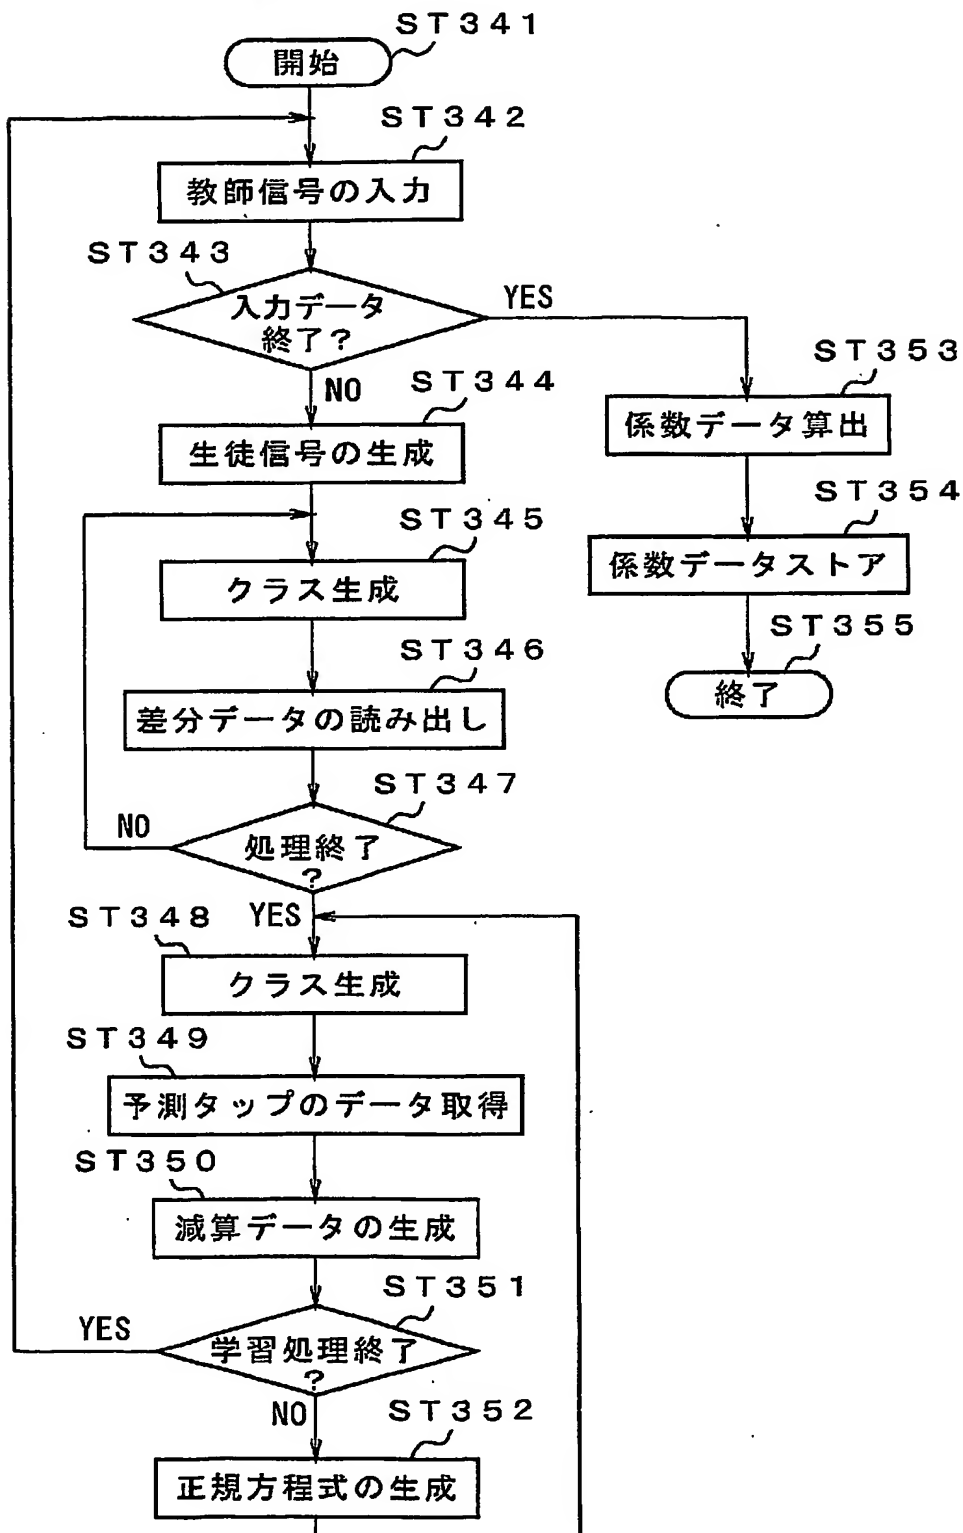 ST341
開始
ST342
教師信号の入力
ST343
入力データ
終了?
YES
NO
ST344
生徒信号の生成
ST345
クラス生成
ST346
差分データの読み出し
ST347
処理終了
?
NO
YES
ST348
クラス生成
ST349
予測タップのデータ取得
ST350
減算データの生成
ST351
学習処理終了
?
YES
NO
ST352
正規方程式の生成
ST353
係数データ算出
ST354
係数データストア
ST355
終了